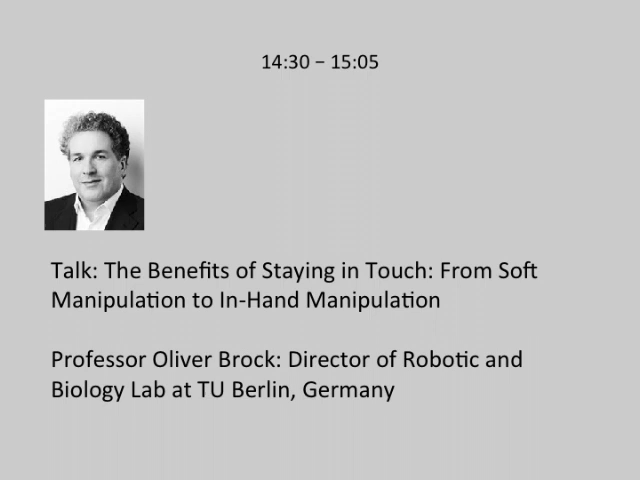 14:30 – 15:05
Talk: The Benefits of Staying in Touch: From Soft
Manipulation to In-Hand Manipulation
Professor Oliver Brock: Director of Robotic and
Biology Lab at TU Berlin, Germany